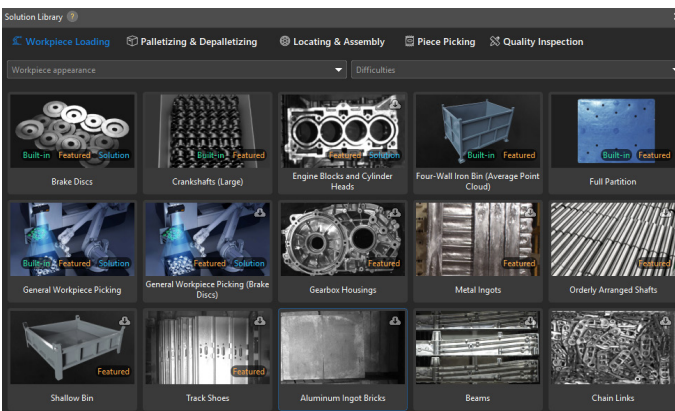 Solution Library ?
Workpiece Loading Palletizing & Depalletizing Locating & Assembly Piece Picking Quality Inspection
Workpiece appearance Difficulties
Built-in Featured Solution
Brake Discs
Built-in Featured
Crankshafts (Large)
Featured Solution
Engine Blocks and Cylinder
Heads
Built-in Featured
Four-Wall Iron Bin (Average Point
Cloud)
Built-in Featured
Full Partition
Built-in Featured Solution
General Workpiece Picking
Featured Solution
General Workpiece Picking (Brake
Discs)
Featured
Gearbox Housings
Featured
Metal Ingots
Featured
Orderly Arranged Shafts
Featured
Shallow Bin
Featured
Track Shoes
Aluminum Ingot Bricks
Beams
Chain Links